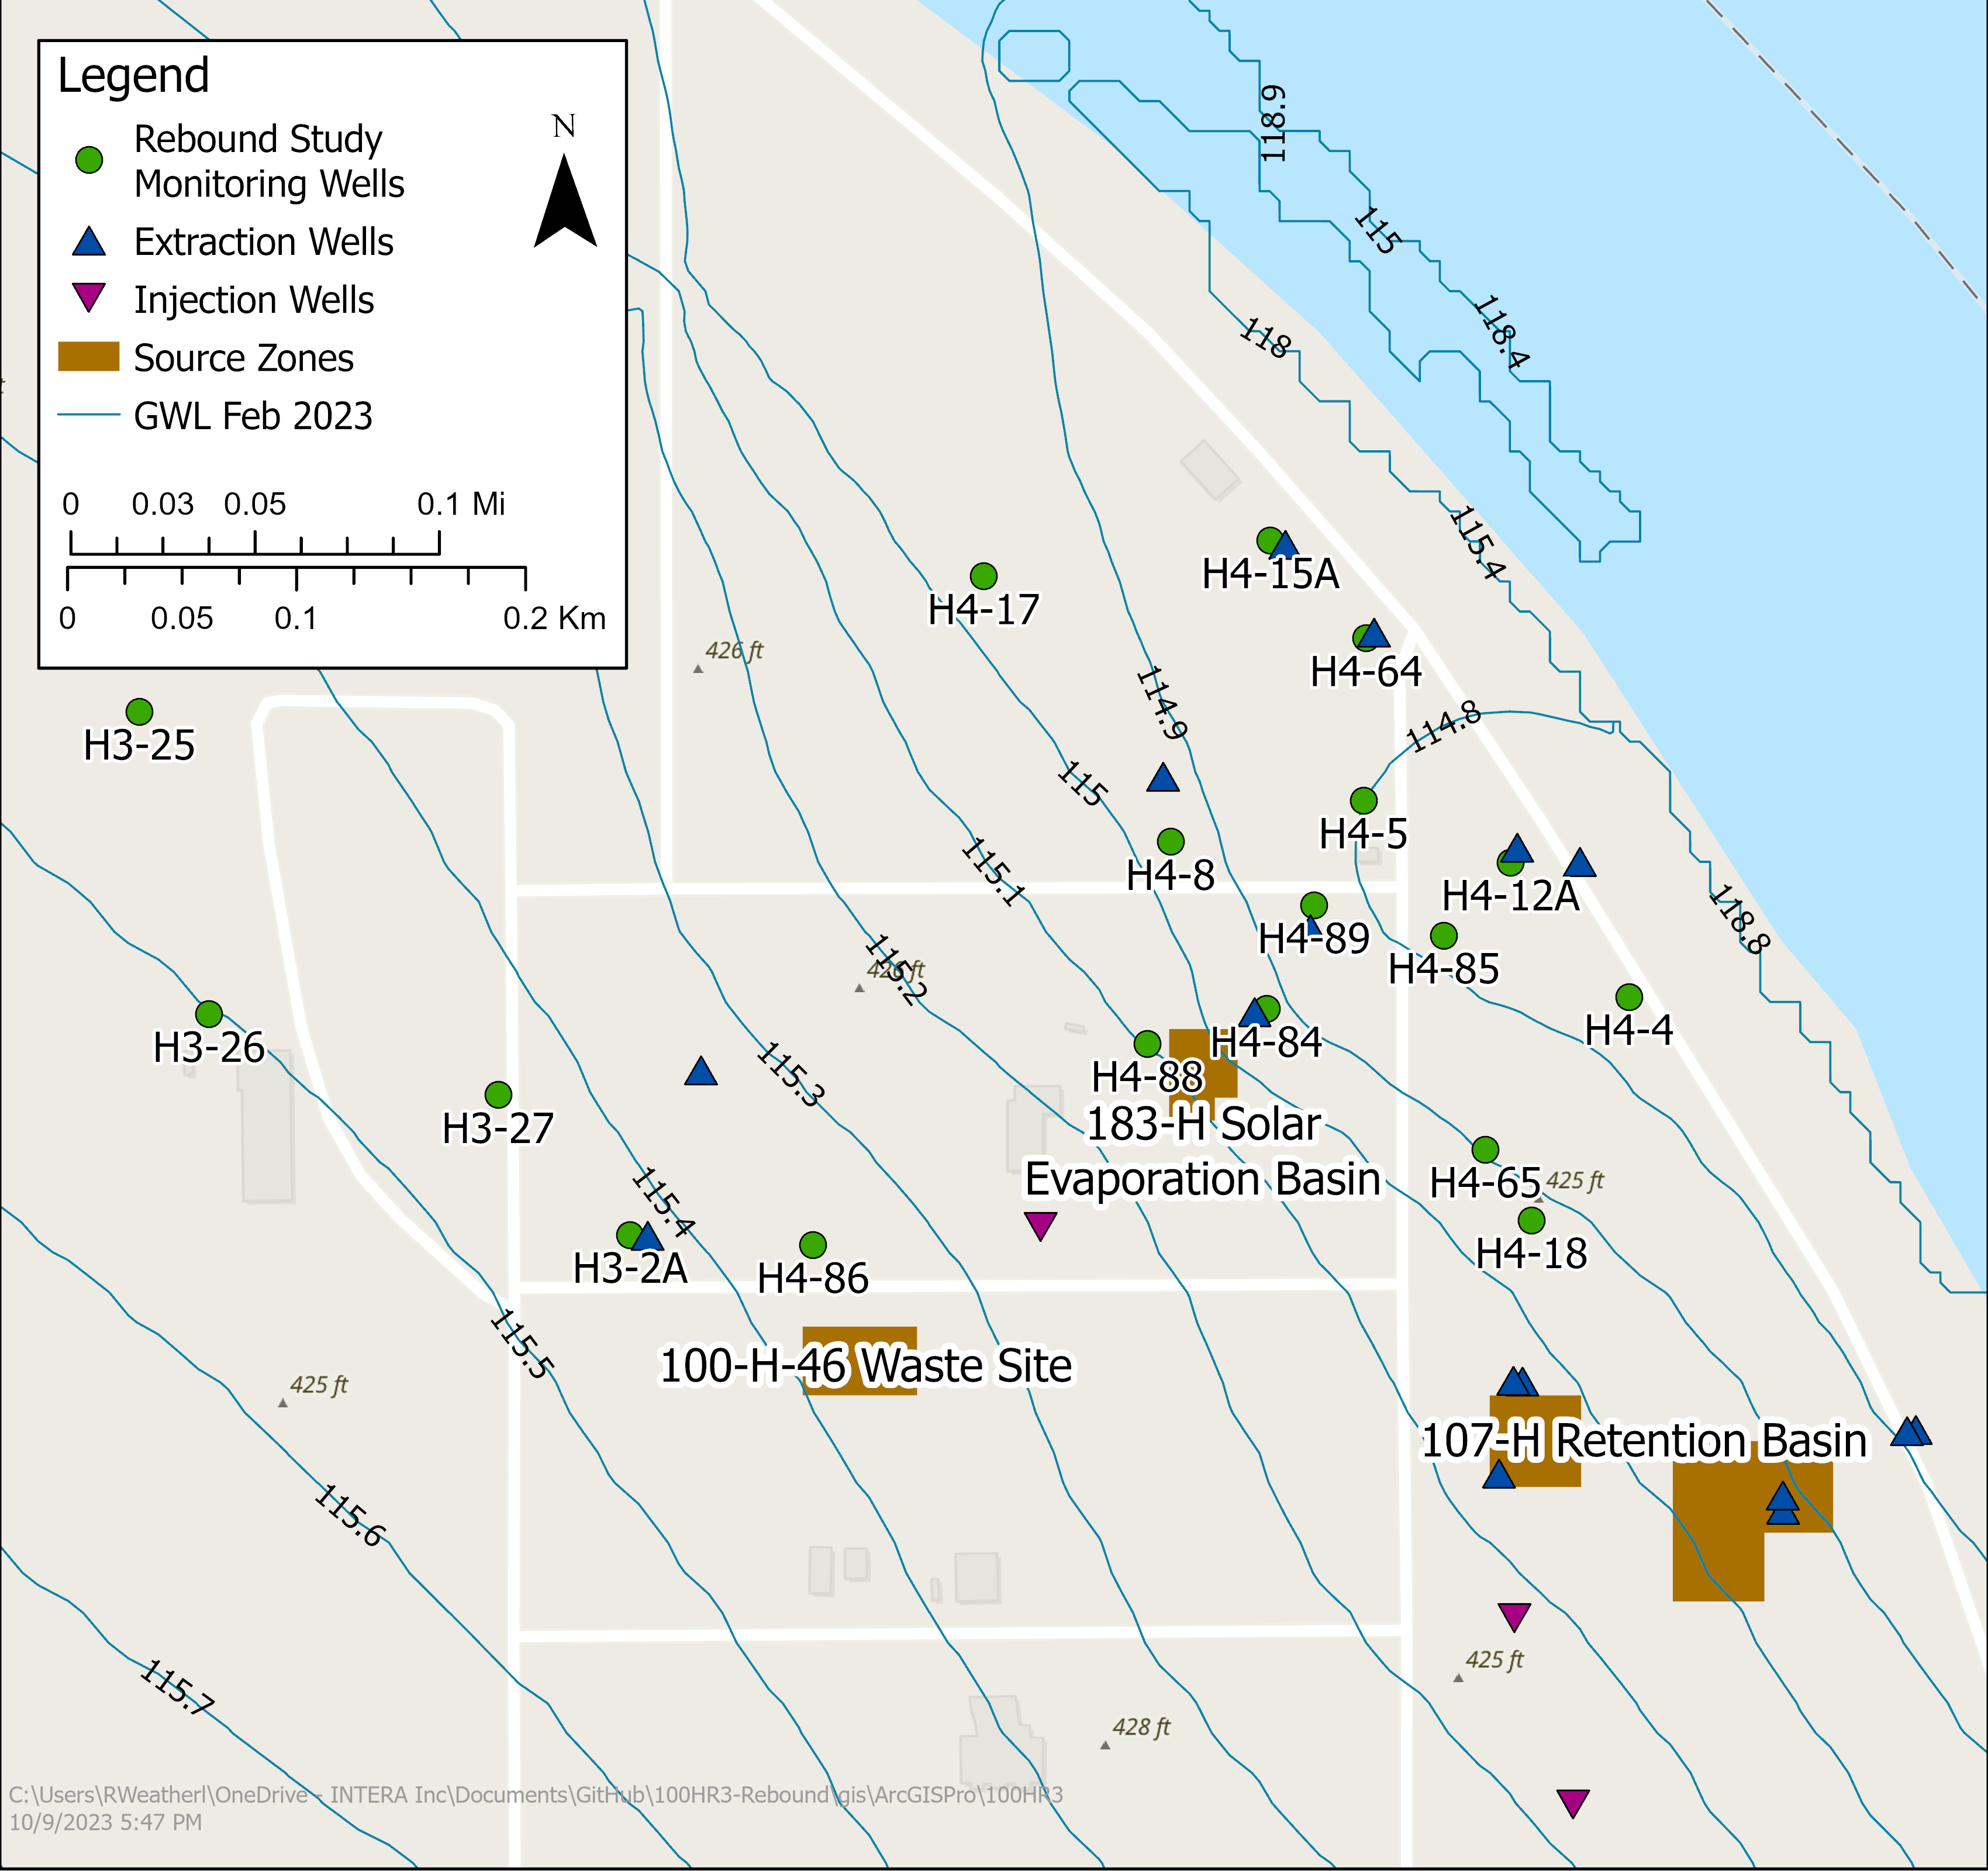 Legend
N
Rebound Study
Monitoring Wells
Extraction Wells
Injection Wells
Source Zones
GWL Feb 2023
0 0.03 0.05 0.1 Mi
0 0.05 0.1 0.2 Km
118.9
115
118.4
118
115.4
H4-15A
H4-17
H4-64
426 ft
114.9
114.8
H3-25
115
H4-5
115.1
H4-8
H4-12A
118.8
H4-89
H4-85
115.2
426 ft
H4-4
H3-26
H4-84
H4-88
115.3
H3-27
183-H Solar
Evaporation Basin
H4-65
425 ft
115.4
H3-2A
H4-86
H4-18
115.5
100-H-46 Waste Site
425 ft
107-H Retention Basin
115.6
425 ft
115.7
428 ft
C:\Users\RWeatherl\OneDrive - INTERA Inc\Documents\GitHub\100HR3-Rebound\gis\ArcGISPro\100HR3
10/9/2023 5:47 PM